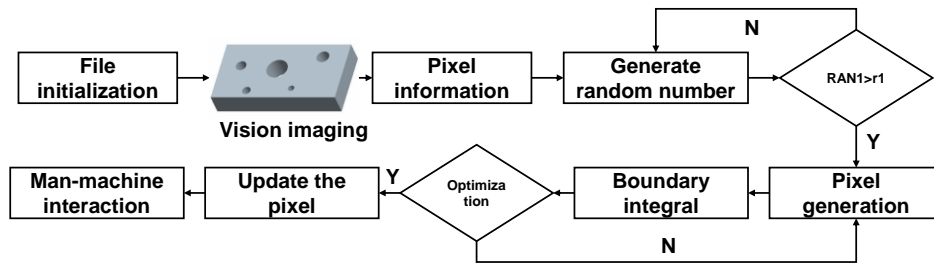 N
File
initialization
Vision imaging
Pixel
information
Generate
random number
RAN1>r1
Y
Man-machine
interaction
Update the
pixel
Y
Optimiza
tion
Boundary
integral
Pixel
generation
N